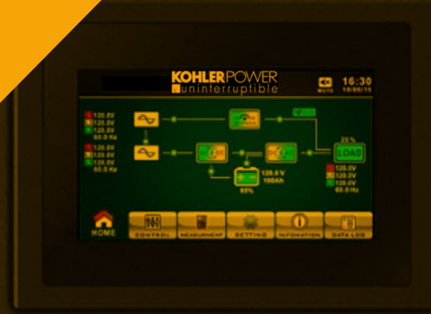 KOHLERPOWER
uninterruptible
MUTE
16:30
120.0V
120.0V
120.0V
60.0 Hz
120.0V
120.0V
120.0V
60.0 Hz
25%
LOAD
120.0 V
100Ah
85%
120.0V
120.0V
120.0V
60.0 Hz
HOME
CONTROL
MEASUREMENT
SETTING
INFOMATION
DATA LOG